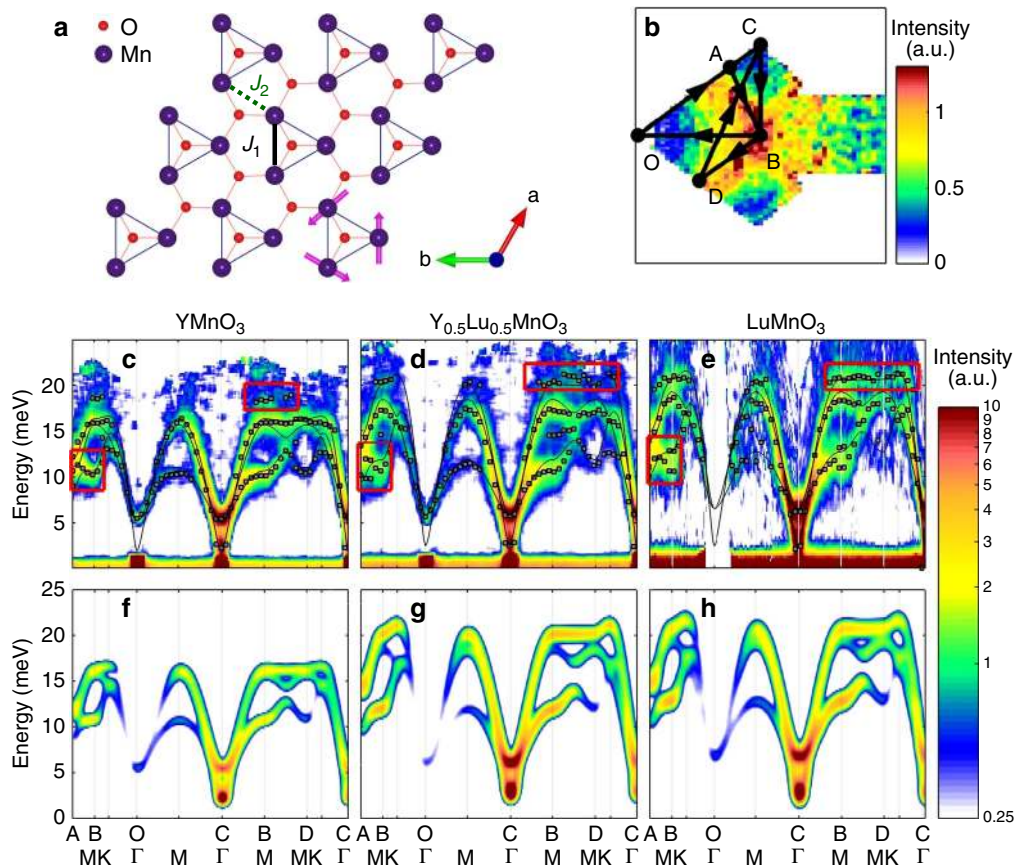 a
O
Mn
J2
J1
a
b
b
C
A
O
B
D
Intensity
(a.u.)
1
0.5
0
YMnO3
Y0.5Lu0.5MnO3
LuMnO3
c
d
e
Energy (meV)
20
15
10
5
Intensity
(a.u.)
10
9
8
7
6
5
4
3
2
1
0.25
f
g
h
Energy (meV)
25
20
15
10
5
0
A B O C B D C
MK Γ M Γ M MK Γ
A B O C B D C
MK Γ M Γ M MK Γ
A B O C B D C
MK Γ M Γ M MK Γ